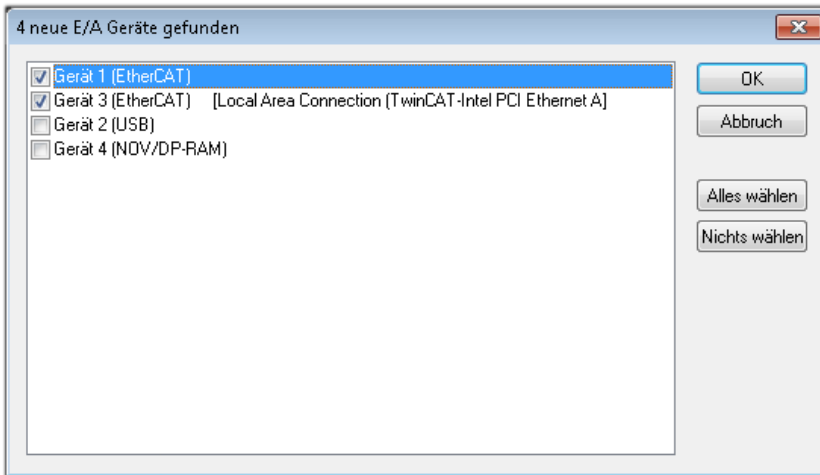 4 neue E/A Geräte gefunden
Gerät 1 (EtherCAT)
Gerät 3 (EtherCAT) [Local Area Connection (TwinCAT-Intel PCI Ethernet A]
Gerät 2 (USB)
Gerät 4 (NOV/DP-RAM)
OK
Abbruch
Alles wählen
Nichts wählen